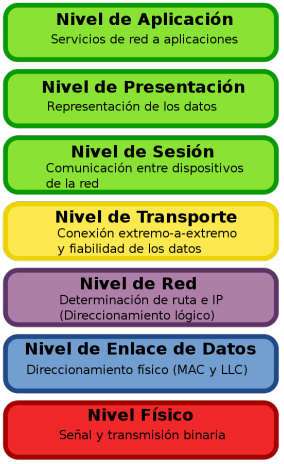 Nivel de Aplicación
Servicios de red a aplicaciones
Nivel de Presentación
Representación de los datos
Nivel de Sesión
Comunicación entre dispositivos
de la red
Nivel de Transporte
Conexión extremo-a-extremo
y fiabilidad de los datos
Nivel de Red
Determinación de ruta e IP
(Direccionamiento lógico)
Nivel de Enlace de Datos
Direccionamiento físico (MAC y LLC)
Nivel Físico
Señal y transmisión binaria